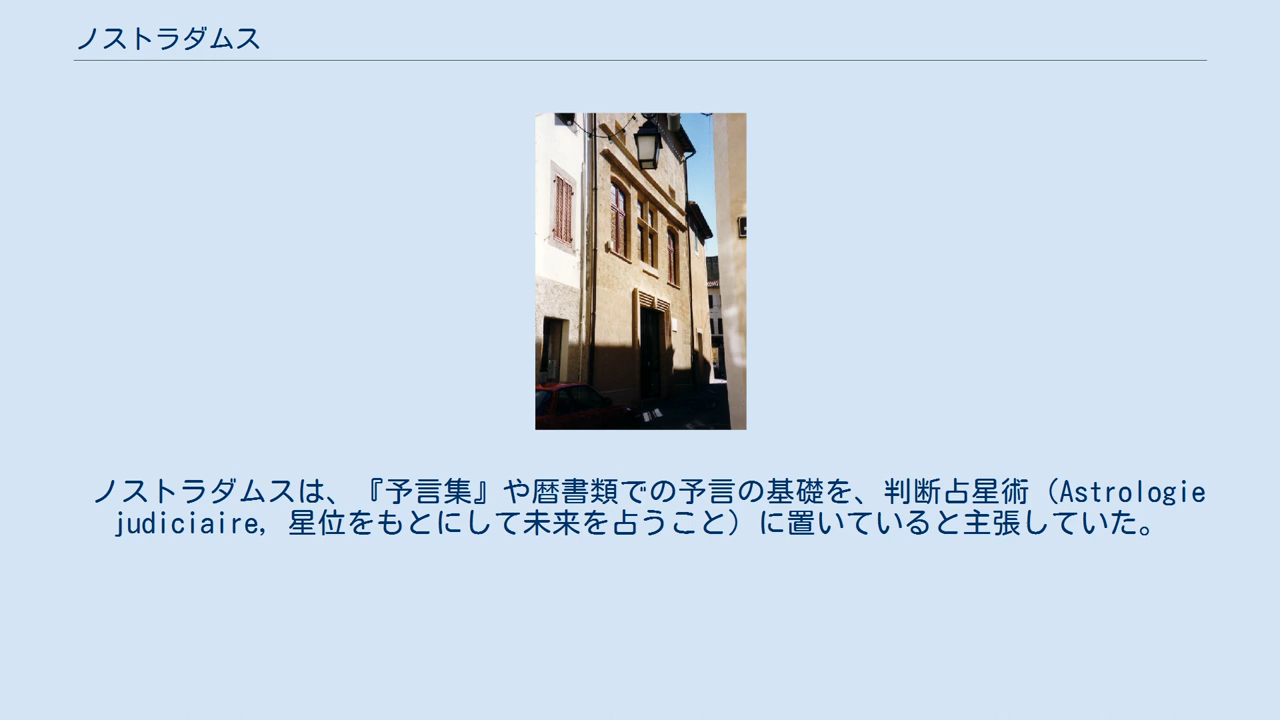 ノストラダムス
ノストラダムスは、『予言集』や暦書類での予言の基礎を、判断占星術（Astrologie
judiciaire, 星位をもとにして未来を占うこと）に置いていると主張していた。